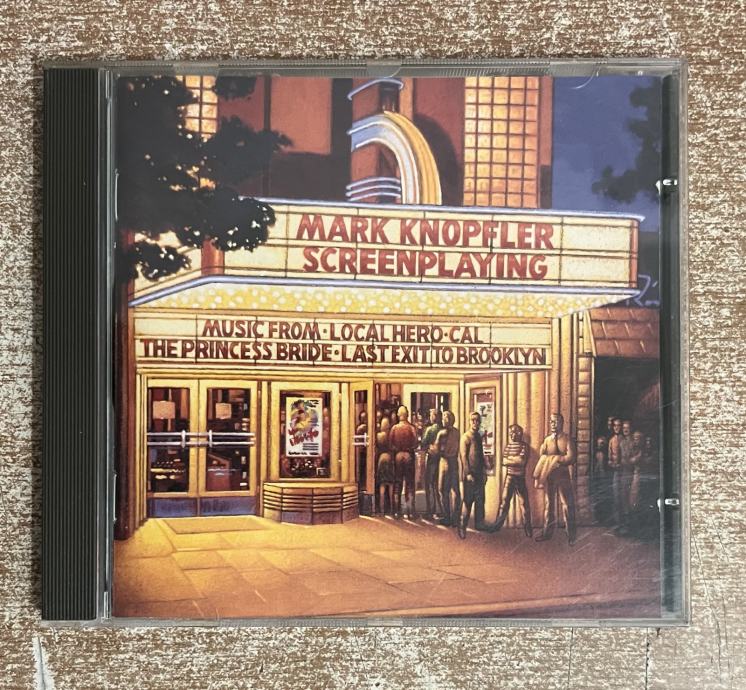 MARK KNOPFLER
SCREENPLAYING
MUSIC FROM·LOCAL HERO·CAL
THE PRINCESS BRIDE·LAST EXIT TO BROOKLYN